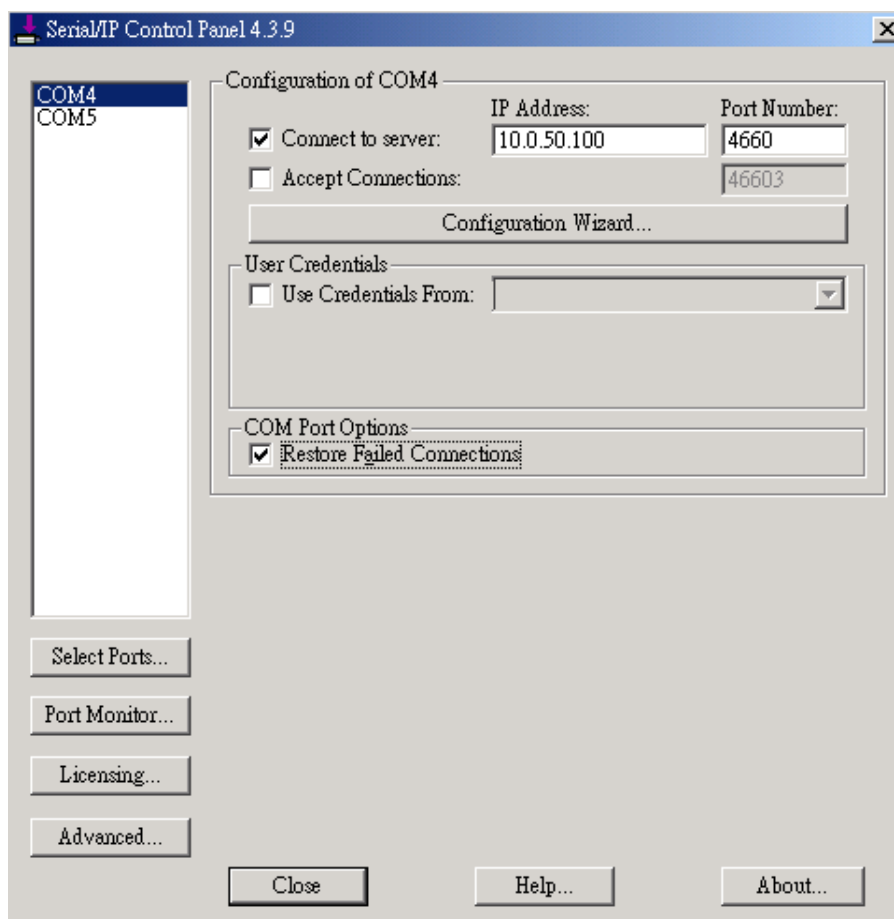 Serial/IP Control Panel 4.3.9
COM4
COM5
Configuration of COM4
IP Address: Port Number:
Connect to server: 10.0.50.100 4660
Accept Connections: 46603
Configuration Wizard...
User Credentials
Use Credentials From:
COM Port Options
Restore Failed Connections
Select Ports...
Port Monitor...
Licensing...
Advanced...
Close Help... About...